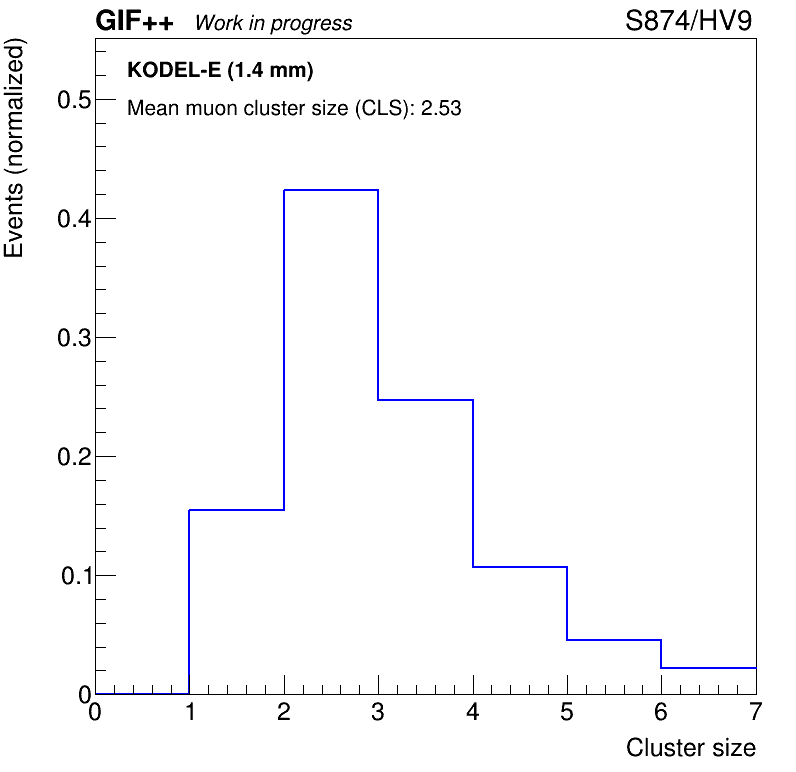 GIF++ Work in progress S874/HV9
KODEL-E (1.4 mm)
Mean muon cluster size (CLS): 2.53
Events (normalized)
0.5
0.4
0.3
0.2
0.1
0
0 1 2 3 4 5 6 7
Cluster size